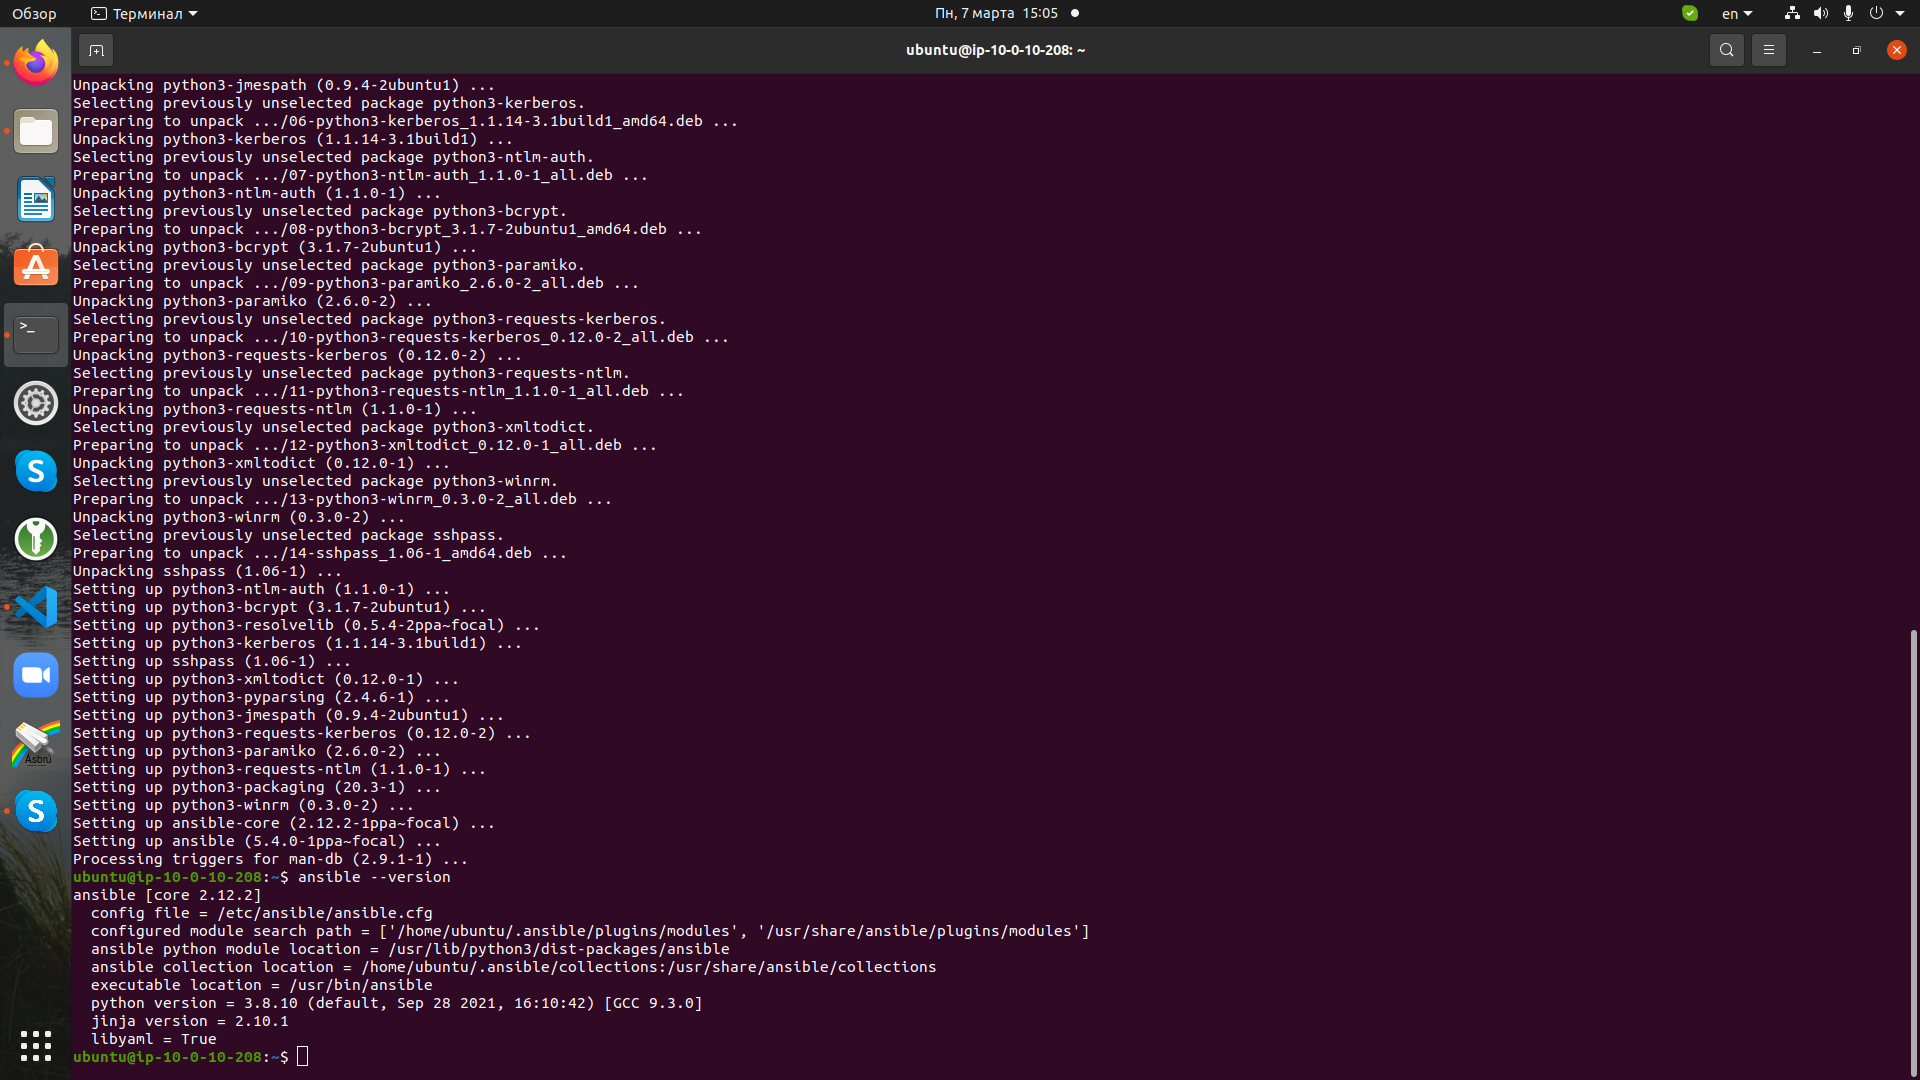 Обзор
Терминал
Пн, 7 марта 15:05
en
ubuntu@ip-10-0-10-208: ~
Unpacking python3-jmespath (0.9.4-2ubuntu1) ...
Selecting previously unselected package python3-kerberos.
Preparing to unpack .../06-python3-kerberos_1.1.14-3.1build1_amd64.deb ...
Unpacking python3-kerberos (1.1.14-3.1build1) ...
Selecting previously unselected package python3-ntlm-auth.
Preparing to unpack .../07-python3-ntlm-auth_1.1.0-1_all.deb ...
Unpacking python3-ntlm-auth (1.1.0-1) ...
Selecting previously unselected package python3-bcrypt.
Preparing to unpack .../08-python3-bcrypt_3.1.7-2ubuntu1_amd64.deb ...
Unpacking python3-bcrypt (3.1.7-2ubuntu1) ...
Selecting previously unselected package python3-paramiko.
Preparing to unpack .../09-python3-paramiko_2.6.0-2_all.deb ...
Unpacking python3-paramiko (2.6.0-2) ...
Selecting previously unselected package python3-requests-kerberos.
Preparing to unpack .../10-python3-requests-kerberos_0.12.0-2_all.deb ...
Unpacking python3-requests-kerberos (0.12.0-2) ...
Selecting previously unselected package python3-requests-ntlm.
Preparing to unpack .../11-python3-requests-ntlm_1.1.0-1_all.deb ...
Unpacking python3-requests-ntlm (1.1.0-1) ...
Selecting previously unselected package python3-xmltodict.
Preparing to unpack .../12-python3-xmltodict_0.12.0-1_all.deb ...
Unpacking python3-xmltodict (0.12.0-1) ...
Selecting previously unselected package python3-winrm.
Preparing to unpack .../13-python3-winrm_0.3.0-2_all.deb ...
Unpacking python3-winrm (0.3.0-2) ...
Selecting previously unselected package sshpass.
Preparing to unpack .../14-sshpass_1.06-1_amd64.deb ...
Unpacking sshpass (1.06-1) ...
Setting up python3-ntlm-auth (1.1.0-1) ...
Setting up python3-bcrypt (3.1.7-2ubuntu1) ...
Setting up python3-resolvelib (0.5.4-2ppa~focal) ...
Setting up python3-kerberos (1.1.14-3.1build1) ...
Setting up sshpass (1.06-1) ...
Setting up python3-xmltodict (0.12.0-1) ...
Setting up python3-pyparsing (2.4.6-1) ...
Setting up python3-jmespath (0.9.4-2ubuntu1) ...
Setting up python3-requests-kerberos (0.12.0-2) ...
Setting up python3-paramiko (2.6.0-2) ...
Setting up python3-requests-ntlm (1.1.0-1) ...
Setting up python3-packaging (20.3-1) ...
Setting up python3-winrm (0.3.0-2) ...
Setting up ansible-core (2.12.2-1ppa~focal) ...
Setting up ansible (5.4.0-1ppa~focal) ...
Processing triggers for man-db (2.9.1-1) ...
ubuntu@ip-10-0-10-208:~$ ansible --version
ansible [core 2.12.2]
  config file = /etc/ansible/ansible.cfg
  configured module search path = ['/home/ubuntu/.ansible/plugins/modules', '/usr/share/ansible/plugins/modules']
  ansible python module location = /usr/lib/python3/dist-packages/ansible
  ansible collection location = /home/ubuntu/.ansible/collections:/usr/share/ansible/collections
  executable location = /usr/bin/ansible
  python version = 3.8.10 (default, Sep 28 2021, 16:10:42) [GCC 9.3.0]
  jinja version = 2.10.1
  libyaml = True
ubuntu@ip-10-0-10-208:~$
>_
S
Asbrú
S